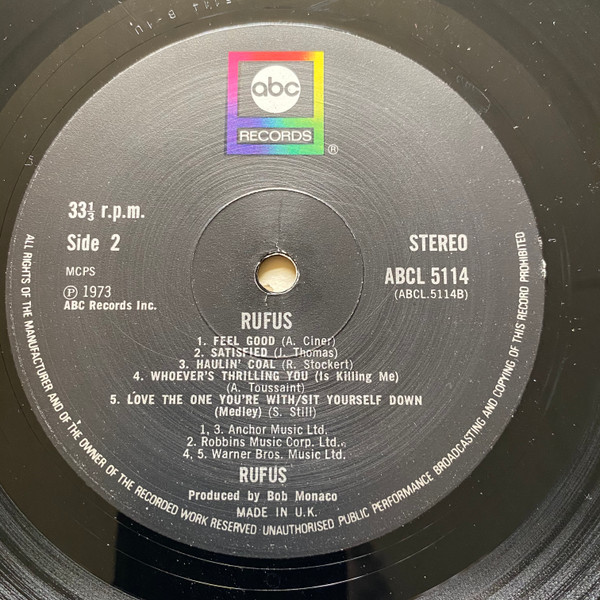 abc
RECORDS
®
33⅓ r.p.m.
Side 2
STEREO
MCPS
ABCL 5114
(ABCL.5114B)
Ⓟ 1973
ABC Records Inc.
RUFUS
1. FEEL GOOD (A. Ciner)
2. SATISFIED (J. Thomas)
3. HAULIN' COAL (R. Stockert)
4. WHOEVER'S THRILLING YOU (Is Killing Me)
(A. Toussaint)
5. LOVE THE ONE YOU'RE WITH/SIT YOURSELF DOWN
(Medley) (S. Still)
1, 3. Anchor Music Ltd.
2. Robbins Music Corp. Ltd.
4, 5. Warner Bros. Music Ltd.
RUFUS
Produced by Bob Monaco
MADE IN U.K.
ALL RIGHTS OF THE MANUFACTURER AND OF THE OWNER OF THE RECORDED WORK RESERVED UNAUTHORISED PUBLIC PERFORMANCE BROADCASTING AND COPYING OF THIS RECORD PROHIBITED